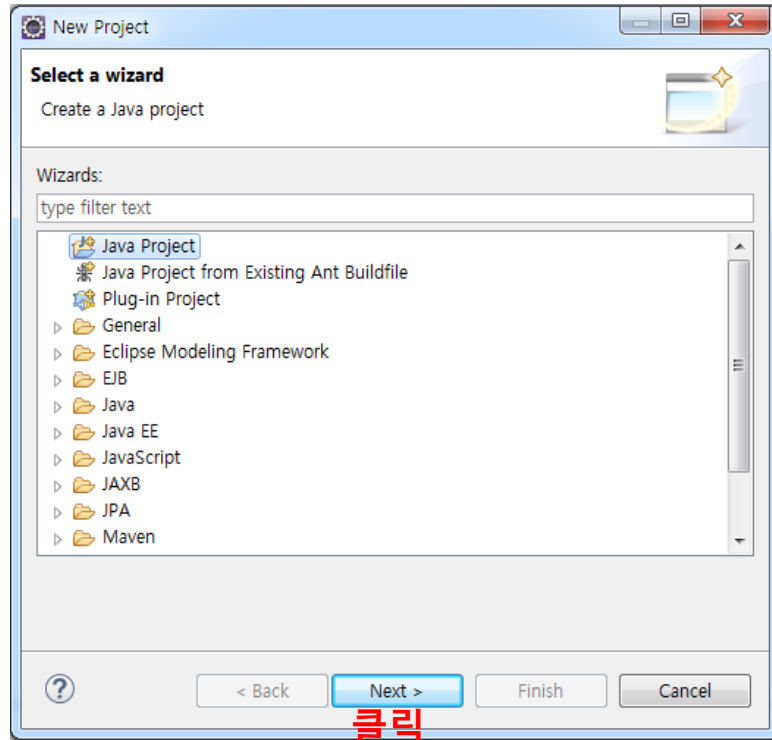 New Project
Select a wizard
Create a Java project
Wizards:
type filter text
Java Project
Java Project from Existing Ant Buildfile
Plug-in Project
General
Eclipse Modeling Framework
EJB
Java
Java EE
JavaScript
JAXB
JPA
Maven
? < Back Next > Finish Cancel
클릭